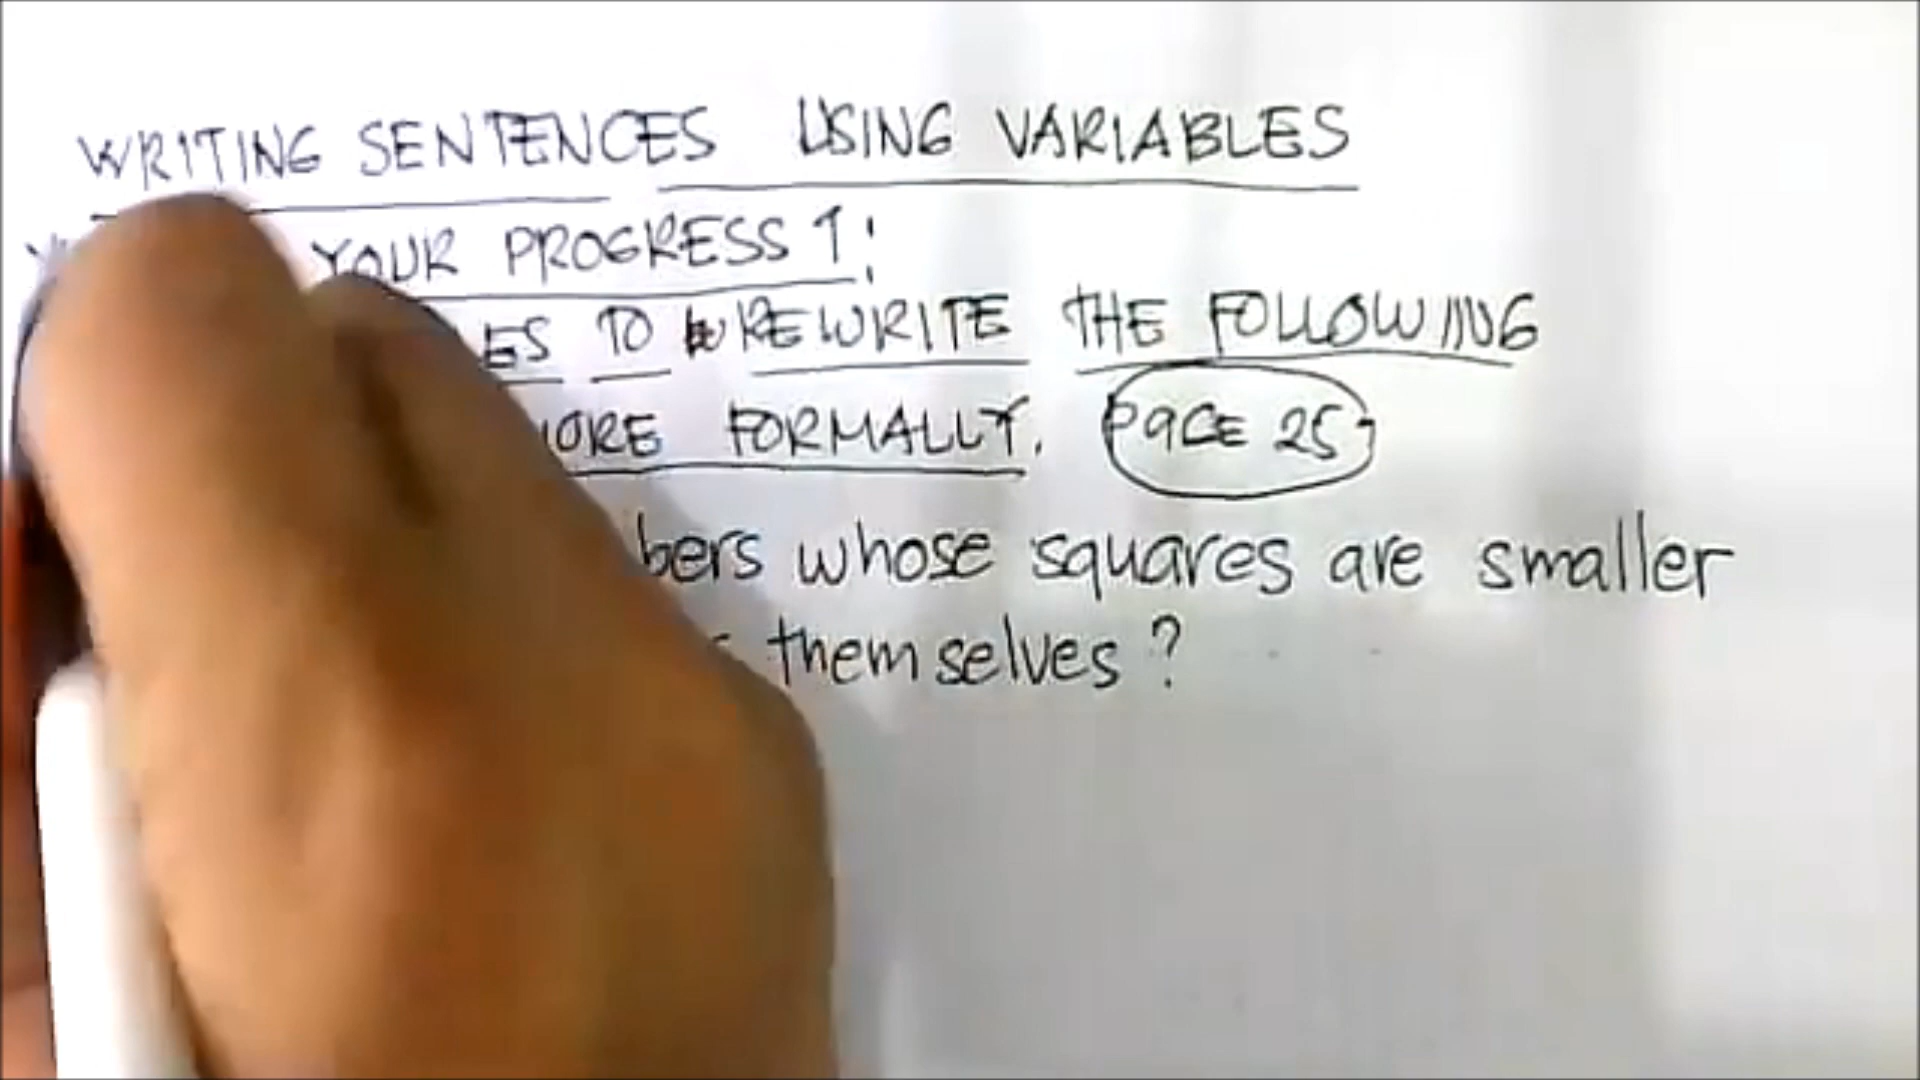 WRITING SENTENCES USING VARIABLES
YOUR PROGRESS 1:
ES TO REWRITE THE FOLLOWING
ORE FORMALLY. PAGE 25
bers whose squares are smaller
themselves?